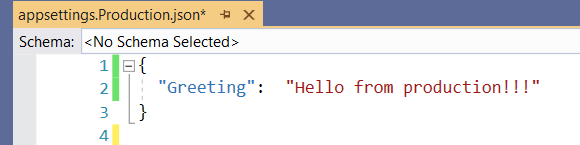 appsettings.Production.json*
Schema: <No Schema Selected>
1 {
2 "Greeting":  "Hello from production!!!"
3 }
4